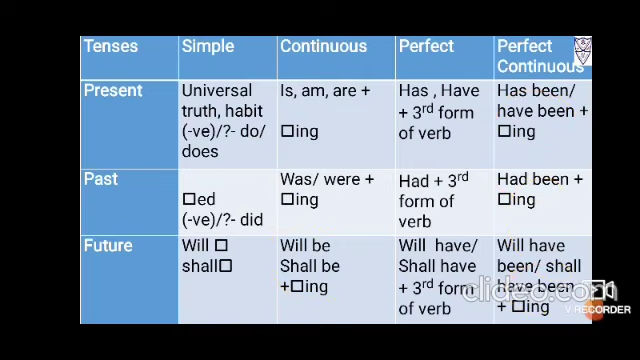 Tenses Simple Continuous Perfect Perfect Continuous
Present
Universal
truth, habit
(-ve)/?- do/
does
Is, am, are +
□ing
Has , Have
+ 3rd form
of verb
Has been/
have been +
□ing
Past
□ed
(-ve)/?- did
Was/ were +
□ing
Had + 3rd
form of
verb
Had been +
□ing
Future
Will □
shall□
Will be
Shall be
+□ing
Will have/
Shall have
+ 3rd form
of verb
Will have
been/ shall
have been
+ □ing
clideo.com
V RECORDER